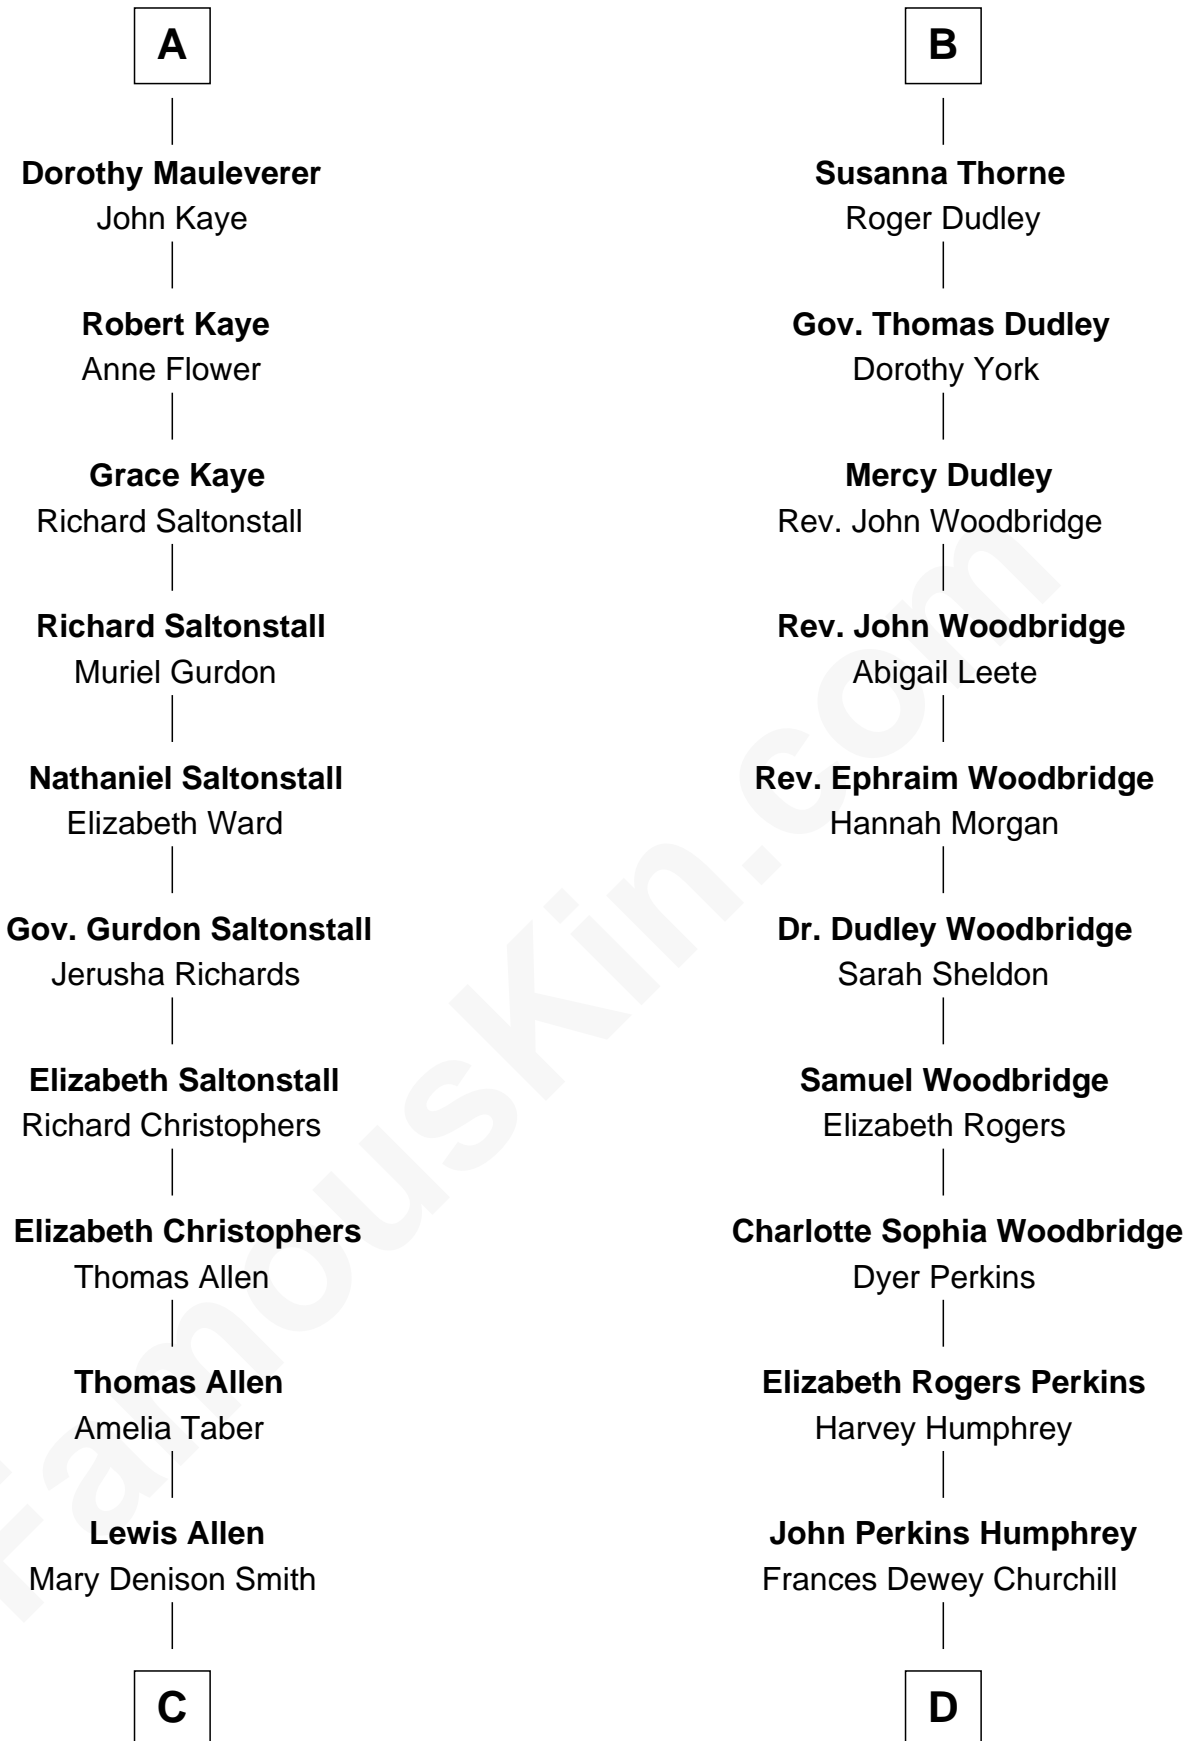 A
Dorothy Mauleverer
John Kaye
Robert Kaye
Anne Flower
Grace Kaye
Richard Saltonstall
Richard Saltonstall
Muriel Gurdon
Nathaniel Saltonstall
Elizabeth Ward
Gov. Gurdon Saltonstall
Jerusha Richards
Elizabeth Saltonstall
Richard Christophers
Elizabeth Christophers
Thomas Allen
Thomas Allen
Amelia Taber
Lewis Allen
Mary Denison Smith
C
B
Susanna Thorne
Roger Dudley
Gov. Thomas Dudley
Dorothy York
Mercy Dudley
Rev. John Woodbridge
Rev. John Woodbridge
Abigail Leete
Rev. Ephraim Woodbridge
Hannah Morgan
Dr. Dudley Woodbridge
Sarah Sheldon
Samuel Woodbridge
Elizabeth Rogers
Charlotte Sophia Woodbridge
Dyer Perkins
Elizabeth Rogers Perkins
Harvey Humphrey
John Perkins Humphrey
Frances Dewey Churchill
D
FamousKin.com